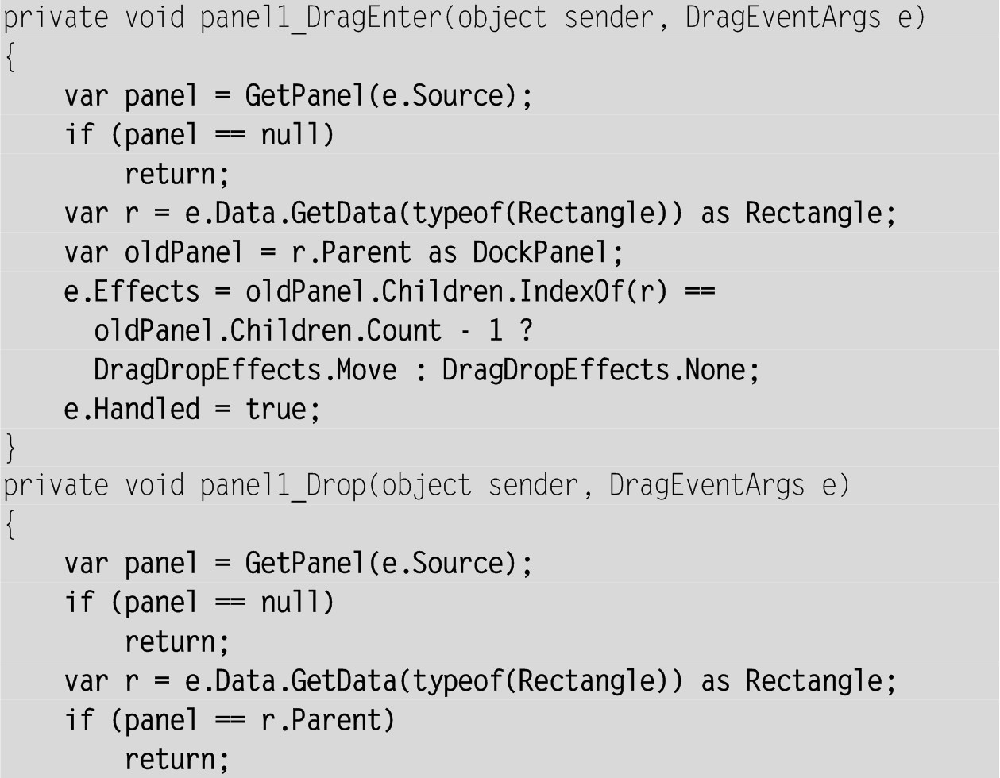 private void panel1_DragEnter(object sender, DragEventArgs e)
{
    var panel = GetPanel(e.Source);
    if (panel == null)
        return;
    var r = e.Data.GetData(typeof(Rectangle)) as Rectangle;
    var oldPanel = r.Parent as DockPanel;
    e.Effects = oldPanel.Children.IndexOf(r) ==
      oldPanel.Children.Count - 1 ?
      DragDropEffects.Move : DragDropEffects.None;
    e.Handled = true;
}
private void panel1_Drop(object sender, DragEventArgs e)
{
    var panel = GetPanel(e.Source);
    if (panel == null)
        return;
    var r = e.Data.GetData(typeof(Rectangle)) as Rectangle;
    if (panel == r.Parent)
        return;